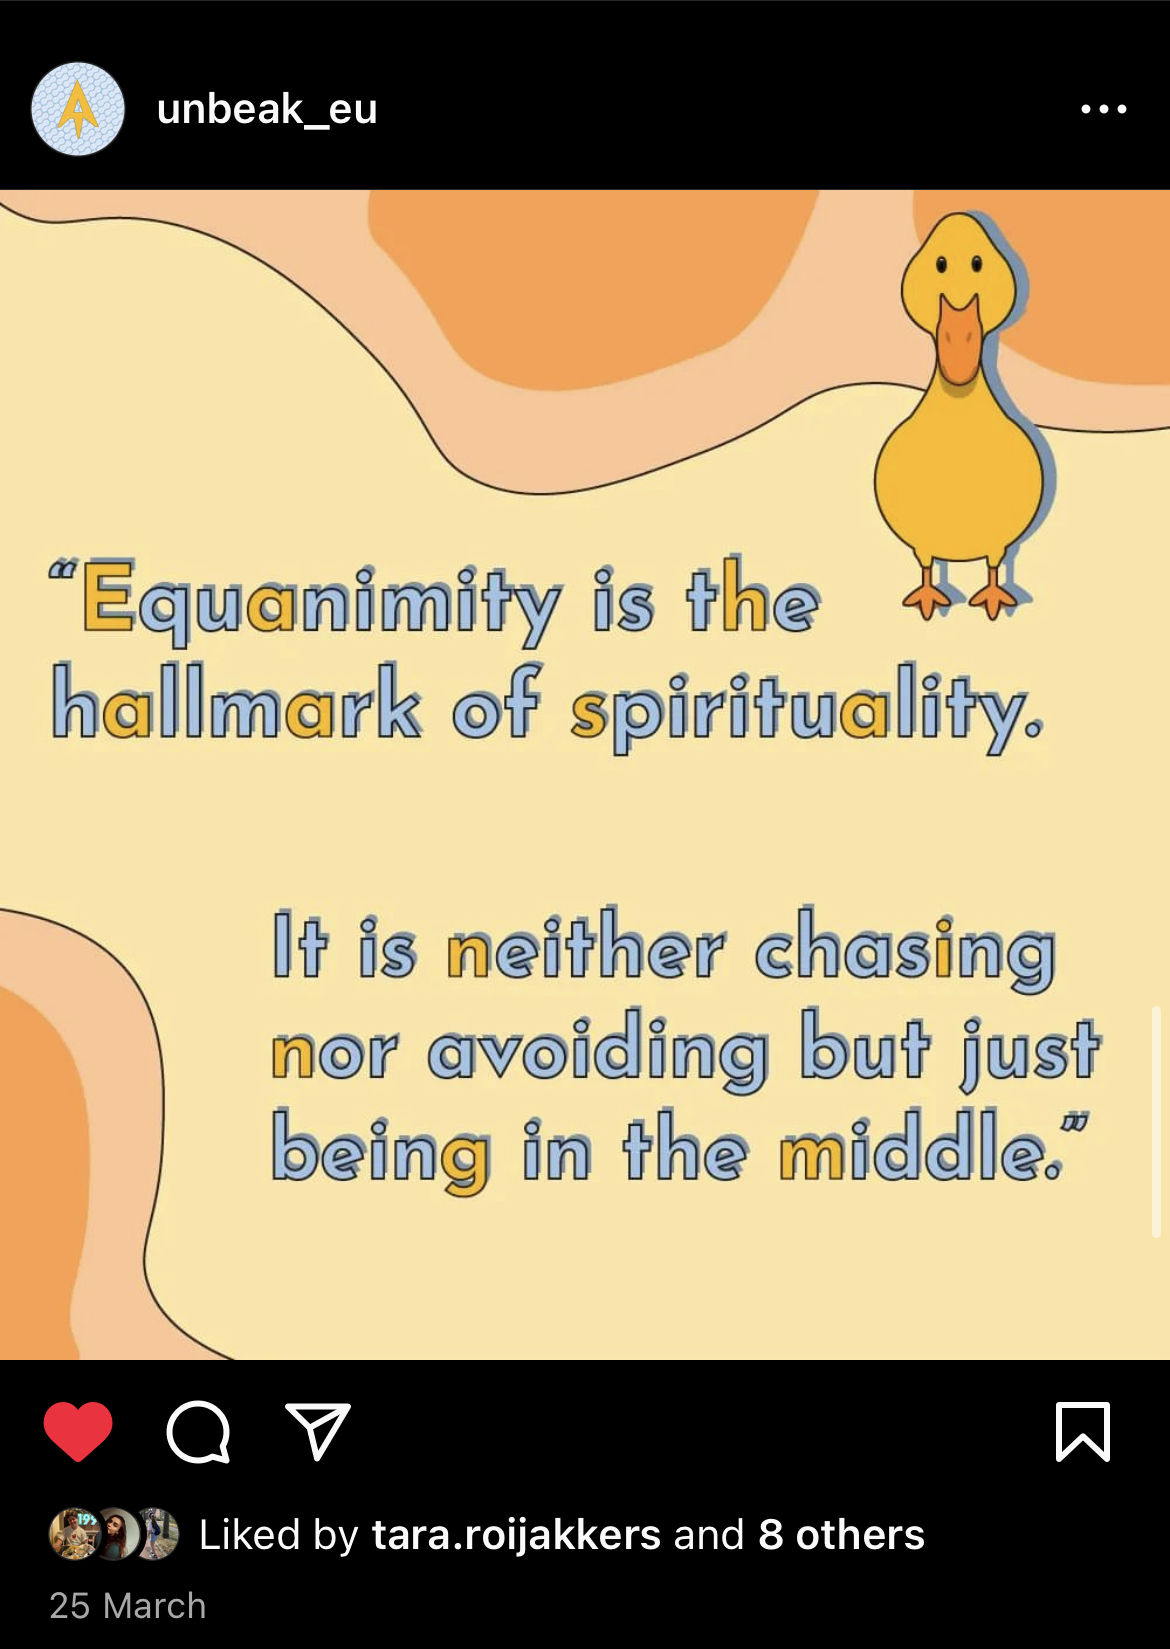 unbeak_eu
“Equanimity is the
hallmark of spirituality.
It is neither chasing
nor avoiding but just
being in the middle.”
Liked by tara.roijakkers and 8 others
25 March